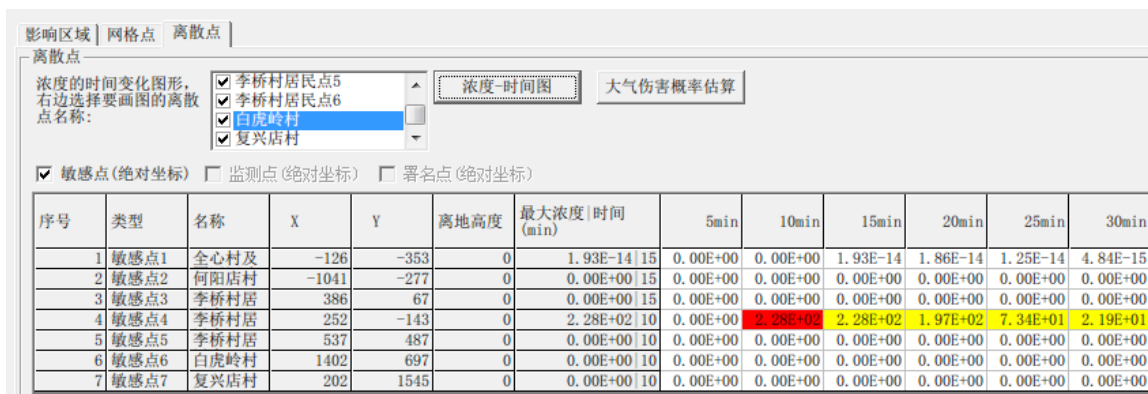 影响区域 网格点 离散点
离散点
浓度的时间变化图形，
右边选择要画图的离散
点名称：
李桥村居民点5
李桥村居民点6
白虎岭村
复兴店村
浓度-时间图 大气伤害概率估算
敏感点(绝对坐标) 监测点(绝对坐标) 署名点(绝对坐标)
序号 类型 名称 X Y 离地高度 最大浓度|时间(min) 5min 10min 15min 20min 25min 30min
1 敏感点1 全心村及 -126 -353 0 1.93E-14|15 0.00E+00 0.00E+00 1.93E-14 1.86E-14 1.25E-14 4.84E-15
2 敏感点2 何阳店村 -1041 -277 0 0.00E+00|15 0.00E+00 0.00E+00 0.00E+00 0.00E+00 0.00E+00 0.00E+00
3 敏感点3 李桥村居 386 67 0 0.00E+00|15 0.00E+00 0.00E+00 0.00E+00 0.00E+00 0.00E+00 0.00E+00
4 敏感点4 李桥村居 252 -143 0 2.28E+02|10 0.00E+00 2.28E+02 2.28E+02 1.97E+02 7.34E+01 2.19E+01
5 敏感点5 李桥村居 537 487 0 0.00E+00|10 0.00E+00 0.00E+00 0.00E+00 0.00E+00 0.00E+00 0.00E+00
6 敏感点6 白虎岭村 1402 697 0 0.00E+00|10 0.00E+00 0.00E+00 0.00E+00 0.00E+00 0.00E+00 0.00E+00
7 敏感点7 复兴店村 202 1545 0 0.00E+00|10 0.00E+00 0.00E+00 0.00E+00 0.00E+00 0.00E+00 0.00E+00